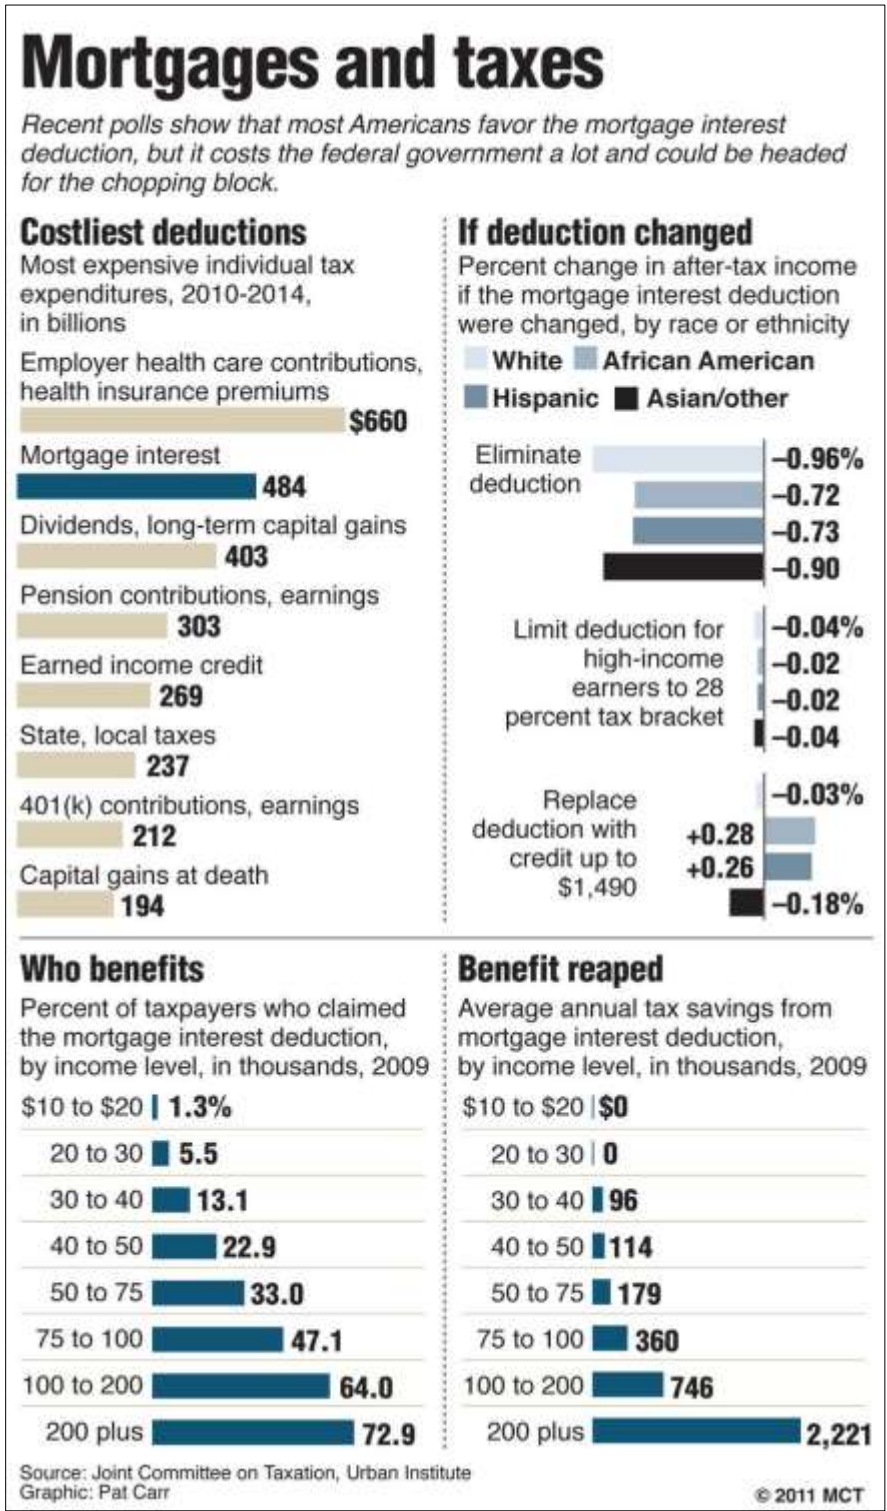 Mortgages and taxes
Recent polls show that most Americans favor the mortgage interest
deduction, but it costs the federal government a lot and could be headed
for the chopping block.
Costliest deductions
Most expensive individual tax
expenditures, 2010-2014,
in billions
Employer health care contributions,
health insurance premiums
$660
Mortgage interest
484
Dividends, long-term capital gains
403
Pension contributions, earnings
303
Earned income credit
269
State, local taxes
237
401(k) contributions, earnings
212
Capital gains at death
194
If deduction changed
Percent change in after-tax income
if the mortgage interest deduction
were changed, by race or ethnicity
White African American
Hispanic Asian/other
Eliminate
deduction
–0.96%
–0.72
–0.73
–0.90
Limit deduction for
high-income
earners to 28
percent tax bracket
–0.04%
–0.02
–0.02
–0.04
Replace
deduction with
credit up to
$1,490
–0.03%
+0.28
+0.26
–0.18%
Who benefits
Percent of taxpayers who claimed
the mortgage interest deduction,
by income level, in thousands, 2009
$10 to $20 1.3%
20 to 30 5.5
30 to 40 13.1
40 to 50 22.9
50 to 75 33.0
75 to 100 47.1
100 to 200 64.0
200 plus 72.9
Benefit reaped
Average annual tax savings from
mortgage interest deduction,
by income level, in thousands, 2009
$10 to $20 $0
20 to 30 0
30 to 40 96
40 to 50 114
50 to 75 179
75 to 100 360
100 to 200 746
200 plus 2,221
Source: Joint Committee on Taxation, Urban Institute
Graphic: Pat Carr
© 2011 MCT